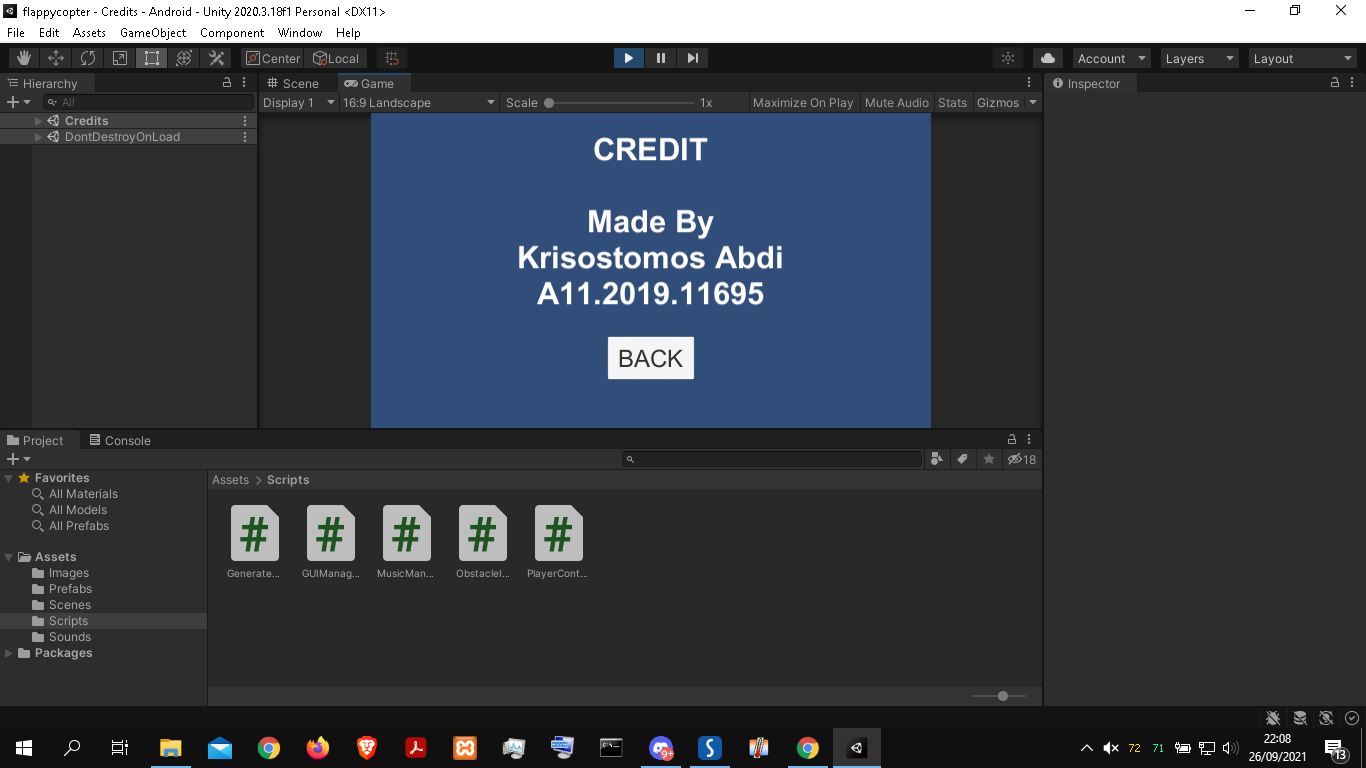 flappycopter - Credits - Android - Unity 2020.3.18f1 Personal <DX11>
File Edit Assets GameObject Component Window Help
Center Local Account Layers Layout
Hierarchy
All
Credits
DontDestroyOnLoad
Scene Game
Display 1 16:9 Landscape Scale 1x Maximize On Play Mute Audio Stats Gizmos
CREDIT
Made By
Krisostomos Abdi
A11.2019.11695
BACK
Inspector
Project Console
18
Favorites
All Materials
All Models
All Prefabs
Assets
Images
Prefabs
Scenes
Scripts
Sounds
Packages
Assets > Scripts
# # # # #
Generate... GUIManag... MusicMan... ObstacleI... PlayerCont...
9+
S
72 71
22:08
26/09/2021
13